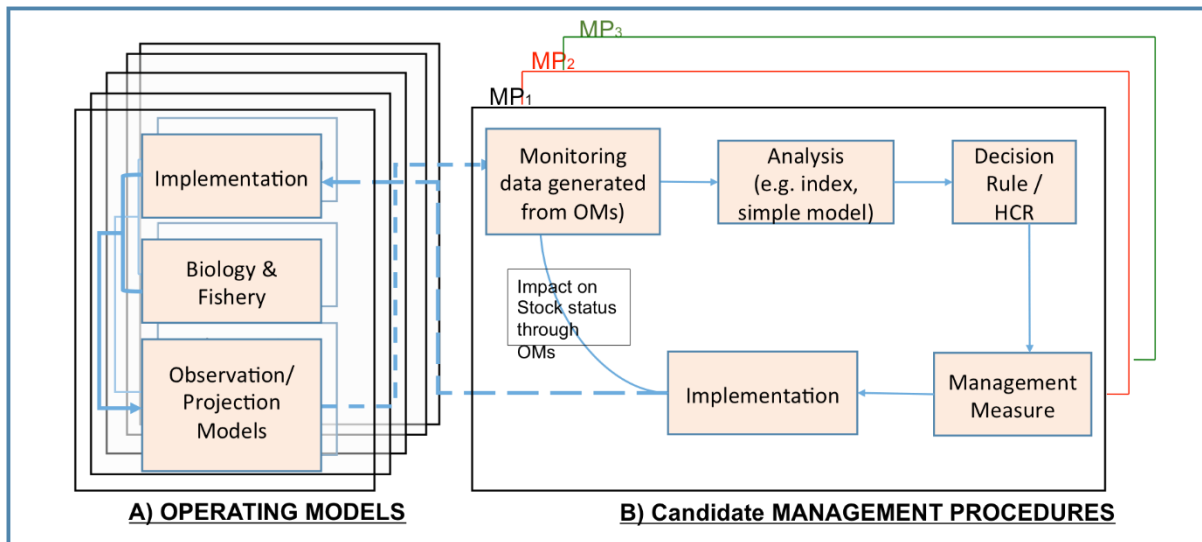 MP3
MP2
MP1
Implementation
Biology &
Fishery
Observation/
Projection
Models
A) OPERATING MODELS
Monitoring
data generated
from OMs)
Analysis
(e.g. index,
simple model)
Decision
Rule /
HCR
Impact on
Stock status
through
OMs
Implementation
Management
Measure
B) Candidate MANAGEMENT PROCEDURES